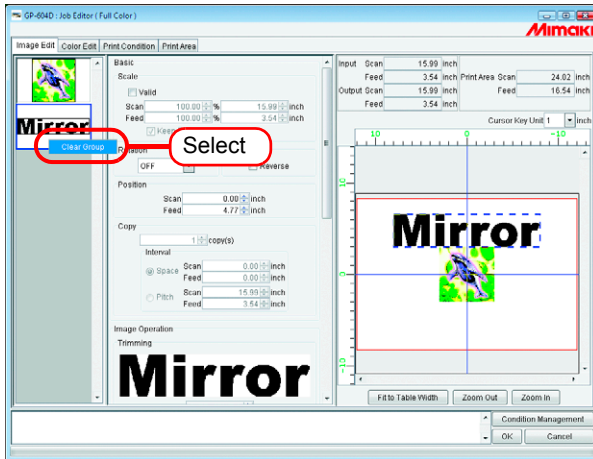 GP-604D : Job Editor ( Full Color )
Mimaki
Image Edit Color Edit Print Condition Print Area
Mirror
Clear Group
Select
Basic
Scale
Valid
Scan 100.00 % 15.99 inch
Feed 100.00 % 3.54 inch
Keep
Rotation
OFF Reverse
Position
Scan 0.00 inch
Feed 4.77 inch
Copy
1 copy(s)
Interval
Space Scan 0.00 inch
Feed 0.00 inch
Pitch Scan 15.99 inch
Feed 3.54 inch
Image Operation
Trimming
Mirror
Input Scan 15.99 inch
Feed 3.54 inch Print Area Scan 24.02 inch
Output Scan 15.99 inch Feed 16.54 inch
Feed 3.54 inch
Cursor Key Unit 1 inch
10 0 -10
10
0
-10
Mirror
Fit to Table Width Zoom Out Zoom In
Condition Management
OK Cancel